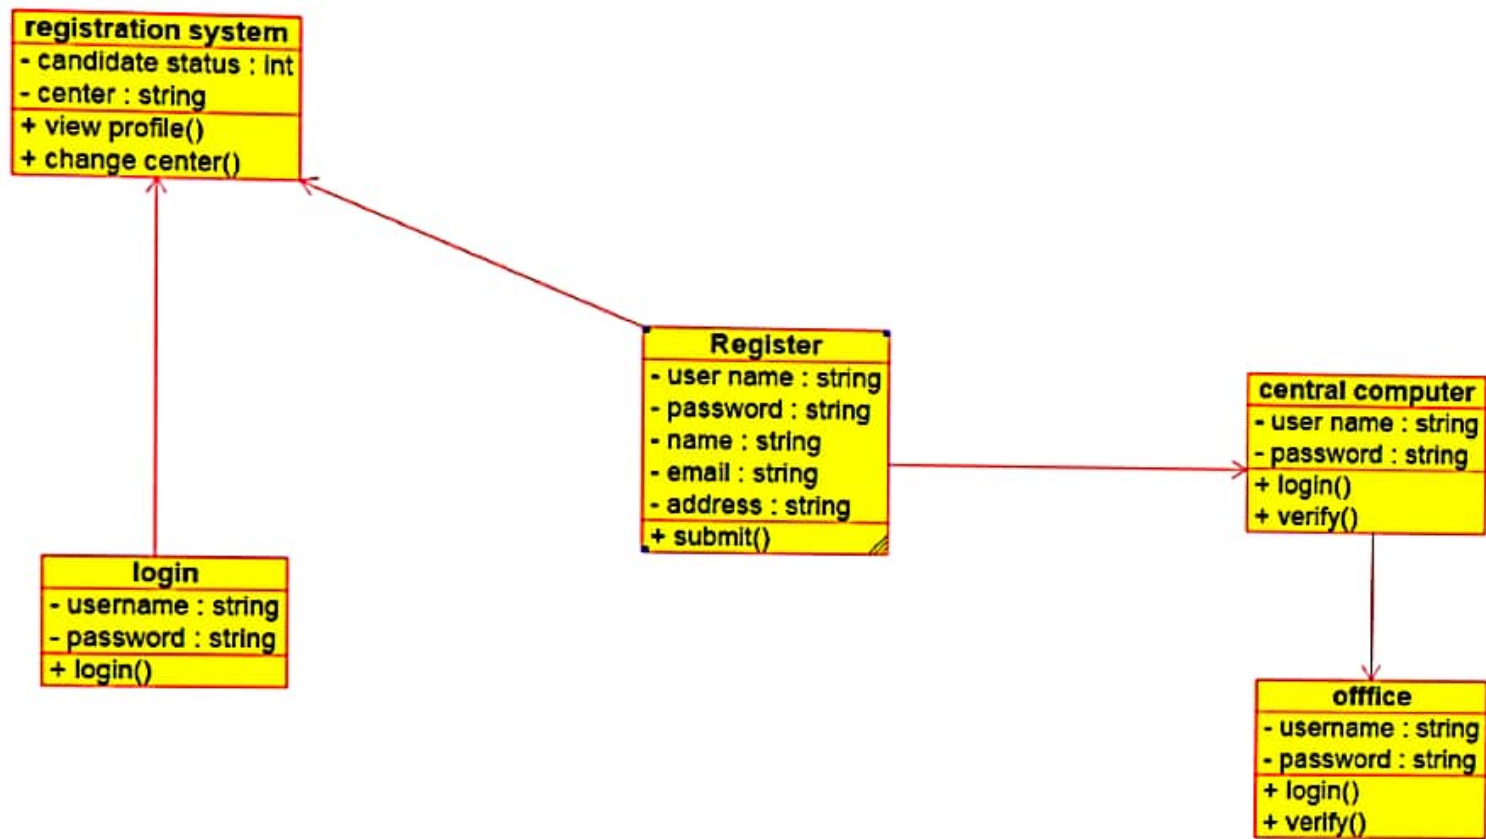 registration system
- candidate status : int
- center : string
+ view profile()
+ change center()
Register
- user name : string
- password : string
- name : string
- email : string
- address : string
+ submit()
central computer
- user name : string
- password : string
+ login()
+ verify()
login
- username : string
- password : string
+ login()
offfice
- username : string
- password : string
+ login()
+ verify()